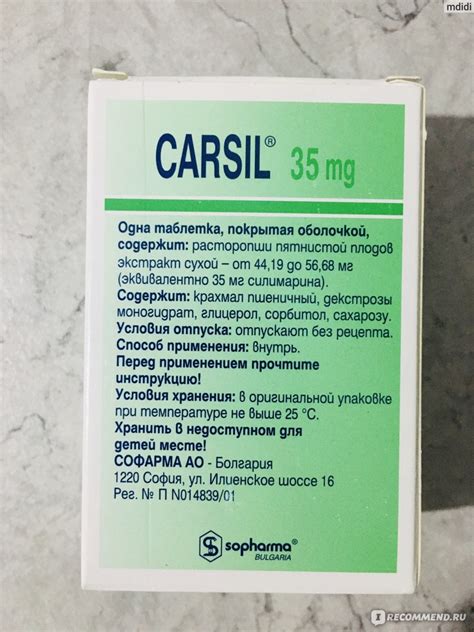 mdidi
CARSIL® 35 mg
Одна таблетка, покрытая оболочкой,
содержит: расторопши пятнистой плодов
экстракт сухой – от 44,19 до 56,68 мг
(эквивалентно 35 мг силимарина).
Содержит: крахмал пшеничный, декстрозы
моногидрат, глицерол, сорбитол, сахарозу.
Условия отпуска: отпускают без рецепта.
Способ применения: внутрь.
Перед применением прочтите
инструкцию!
Условия хранения: в оригинальной упаковке
при температуре не выше 25 °C.
Хранить в недоступном для
детей месте!
СОФАРМА АО - Болгария
1220 София, ул. Илиенское шоссе 16
Рег. № П N014839/01
sopharma®
BULGARIA
IRECOMMEND.RU